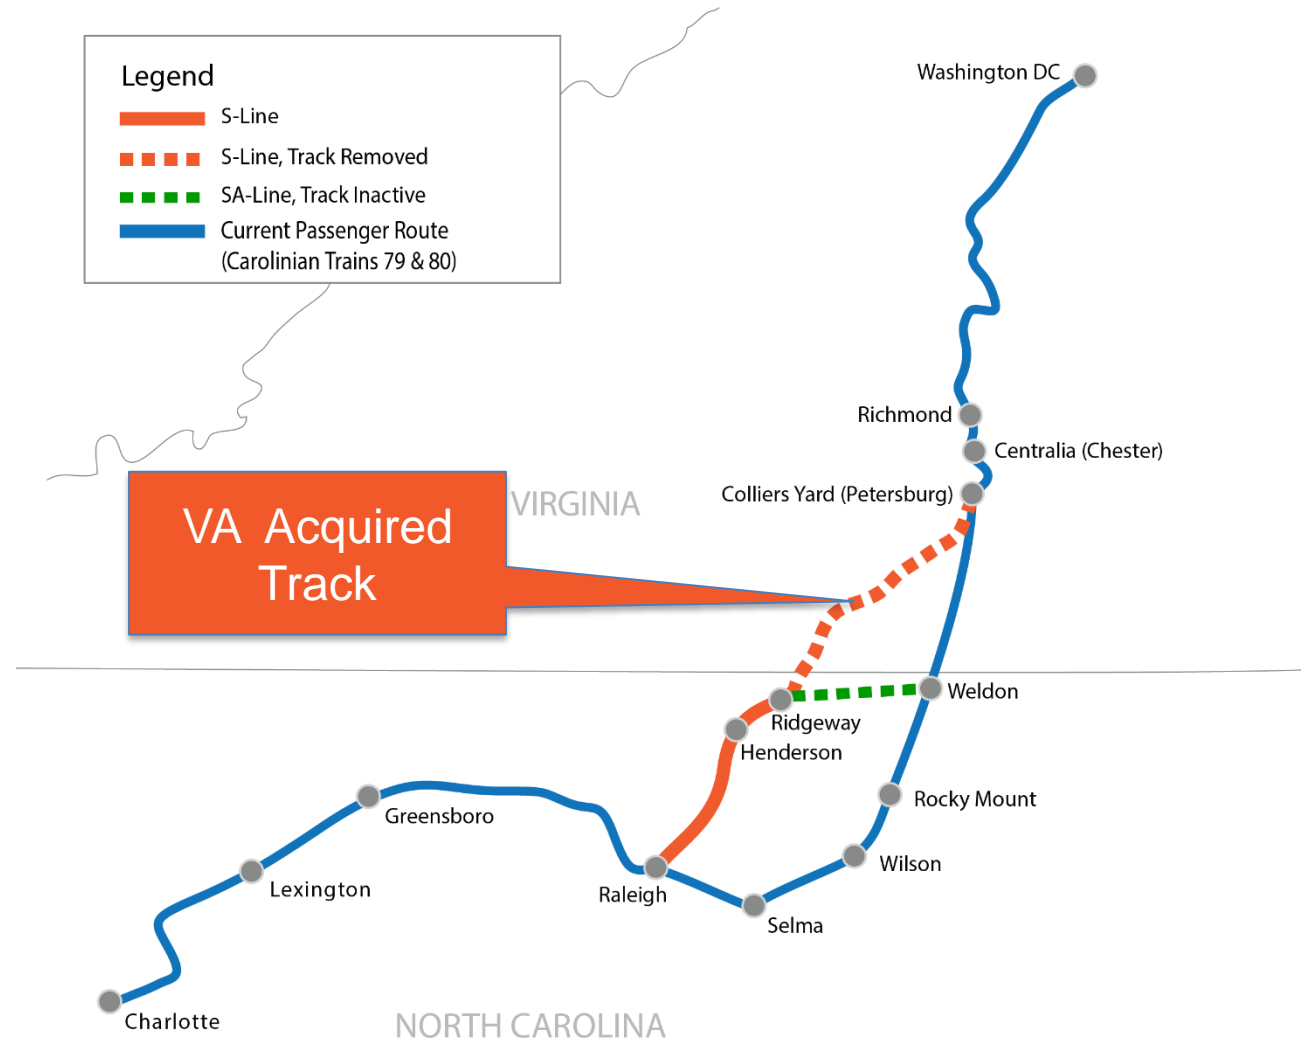 Legend
S-Line
S-Line, Track Removed
SA-Line, Track Inactive
Current Passenger Route
(Carolinian Trains 79 & 80)
Washington DC
Richmond
Centralia (Chester)
Colliers Yard (Petersburg)
VIRGINIA
VA Acquired
Track
Weldon
Ridgeway
Henderson
Rocky Mount
Greensboro
Wilson
Lexington
Raleigh
Selma
Charlotte
NORTH CAROLINA